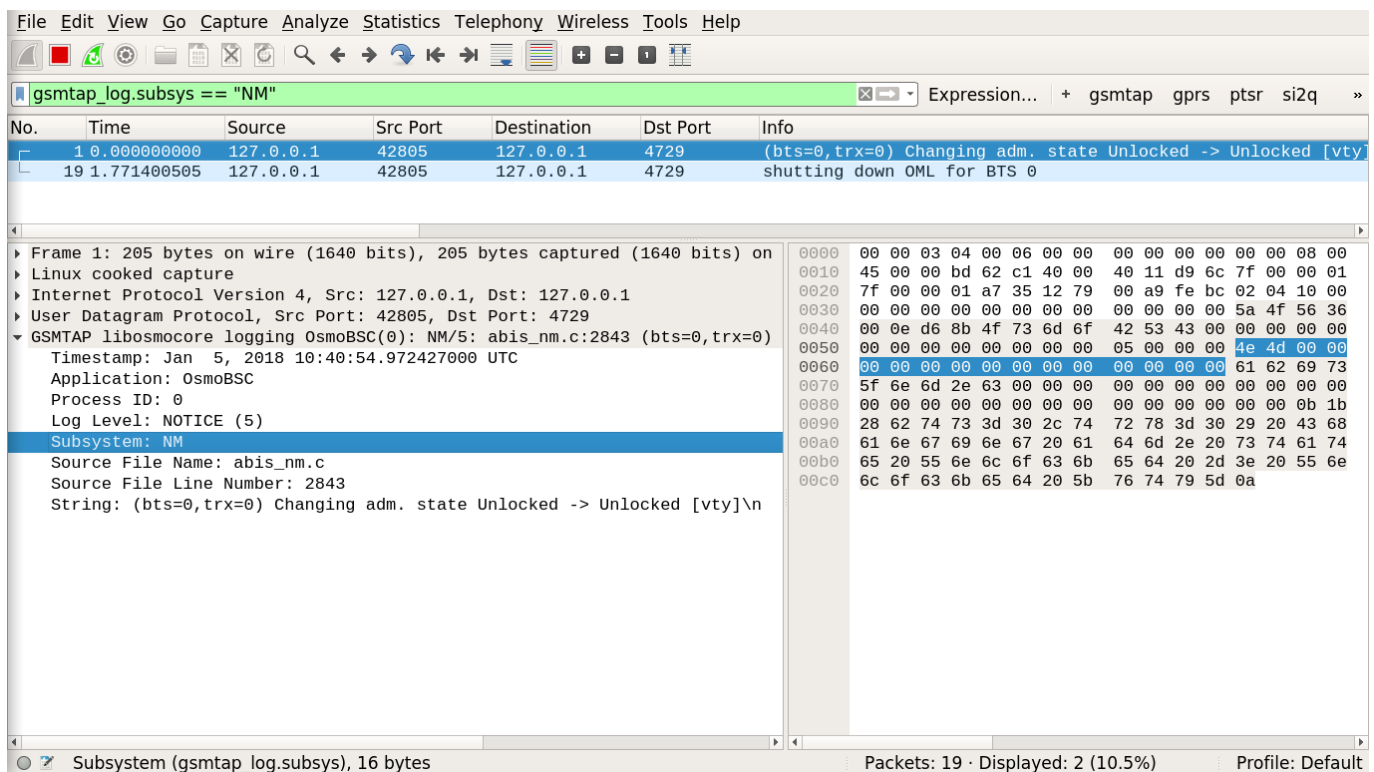 File Edit View Go Capture Analyze Statistics Telephony Wireless Tools Help
gsmtap_log.subsys == "NM" Expression... + gsmtap gprs ptsr si2q »
No. Time Source Src Port Destination Dst Port Info
1 0.000000000 127.0.0.1 42805 127.0.0.1 4729 (bts=0,trx=0) Changing adm. state Unlocked -> Unlocked [vty]
19 1.771400505 127.0.0.1 42805 127.0.0.1 4729 shutting down OML for BTS 0
Frame 1: 205 bytes on wire (1640 bits), 205 bytes captured (1640 bits) on
Linux cooked capture
Internet Protocol Version 4, Src: 127.0.0.1, Dst: 127.0.0.1
User Datagram Protocol, Src Port: 42805, Dst Port: 4729
GSMTAP libosmocore logging OsmoBSC(0): NM/5: abis_nm.c:2843 (bts=0,trx=0)
Timestamp: Jan  5, 2018 10:40:54.972427000 UTC
Application: OsmoBSC
Process ID: 0
Log Level: NOTICE (5)
Subsystem: NM
Source File Name: abis_nm.c
Source File Line Number: 2843
String: (bts=0,trx=0) Changing adm. state Unlocked -> Unlocked [vty]\n
0000 00 00 03 04 00 06 00 00 00 00 00 00 00 00 08 00
0010 45 00 00 bd 62 c1 40 00 40 11 d9 6c 7f 00 00 01
0020 7f 00 00 01 a7 35 12 79 00 a9 fe bc 02 04 10 00
0030 00 00 00 00 00 00 00 00 00 00 00 00 5a 4f 56 36
0040 00 0e d6 8b 4f 73 6d 6f 42 53 43 00 00 00 00 00
0050 00 00 00 00 00 00 00 00 05 00 00 00 4e 4d 00 00
0060 00 00 00 00 00 00 00 00 00 00 00 00 61 62 69 73
0070 5f 6e 6d 2e 63 00 00 00 00 00 00 00 00 00 00 00
0080 00 00 00 00 00 00 00 00 00 00 00 00 00 00 0b 1b
0090 28 62 74 73 3d 30 2c 74 72 78 3d 30 29 20 43 68
00a0 61 6e 67 69 6e 67 20 61 64 6d 2e 20 73 74 61 74
00b0 65 20 55 6e 6c 6f 63 6b 65 64 20 2d 3e 20 55 6e
00c0 6c 6f 63 6b 65 64 20 5b 76 74 79 5d 0a
Subsystem (gsmtap_log.subsys), 16 bytes Packets: 19 · Displayed: 2 (10.5%) Profile: Default